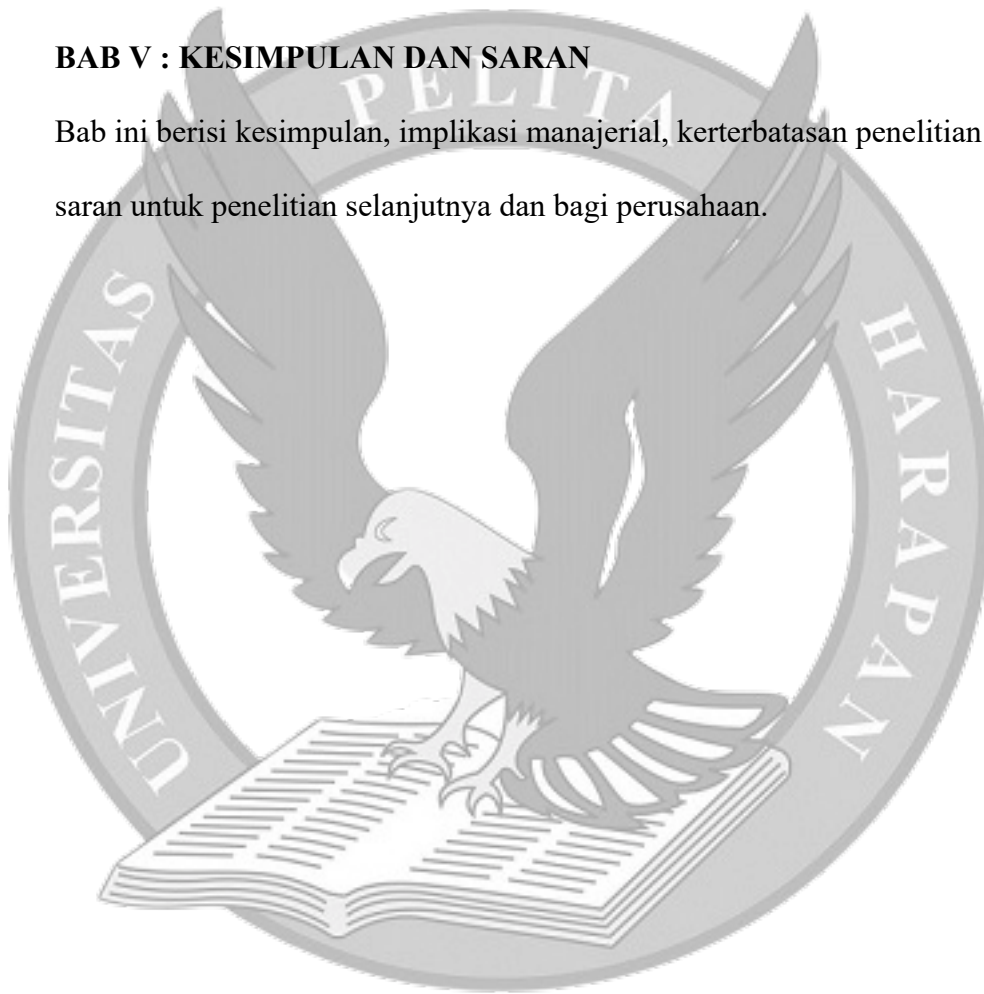 BAB V : KESIMPULAN DAN SARAN
Bab ini berisi kesimpulan, implikasi manajerial, kerterbatasan penelitian
saran untuk penelitian selanjutnya dan bagi perusahaan.
UNIVERSITAS PELITA HARAPAN